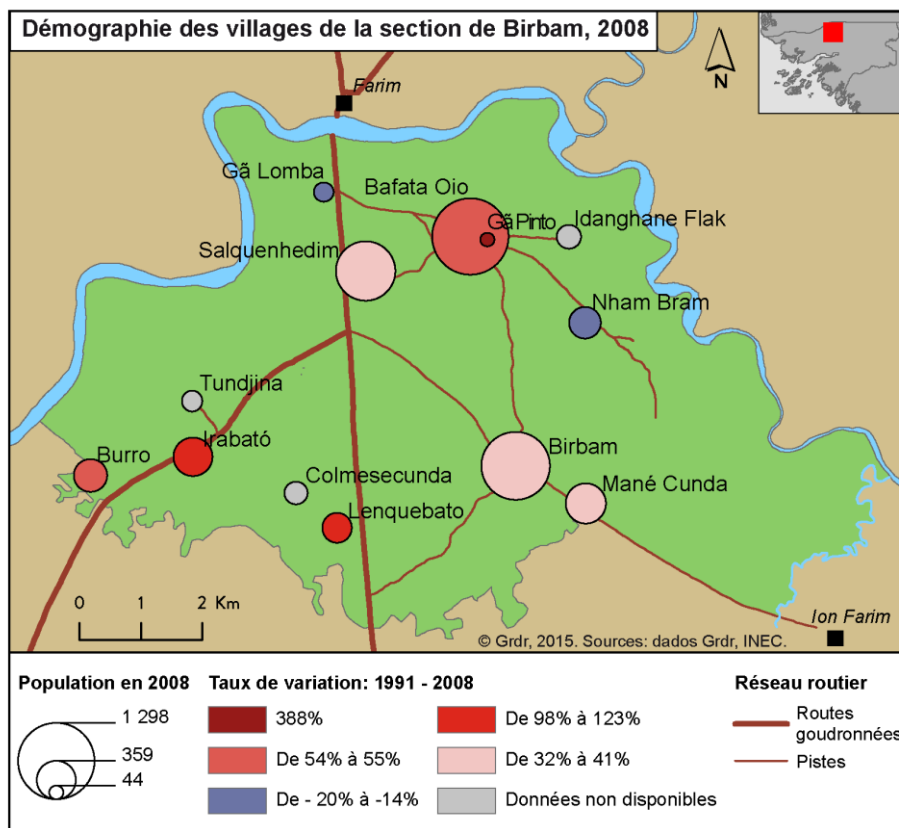 Démographie des villages de la section de Birbam, 2008
Farim
N
Gã Lomba
Bafata Oio
Gã Pinto
Idanghane Flak
Salquenhedim
Nham Bram
Tundjina
Irabató
Burro
Birbam
Colmesecunda
Mané Cunda
Lenquebato
0 1 2 Km
Ion Farim
© Grdr, 2015. Sources: dados Grdr, INEC.
Population en 2008
1 298
359
44
Taux de variation: 1991 - 2008
388%
De 98% à 123%
De 54% à 55%
De 32% à 41%
De - 20% à -14%
Données non disponibles
Réseau routier
Routes
goudronnées
Pistes